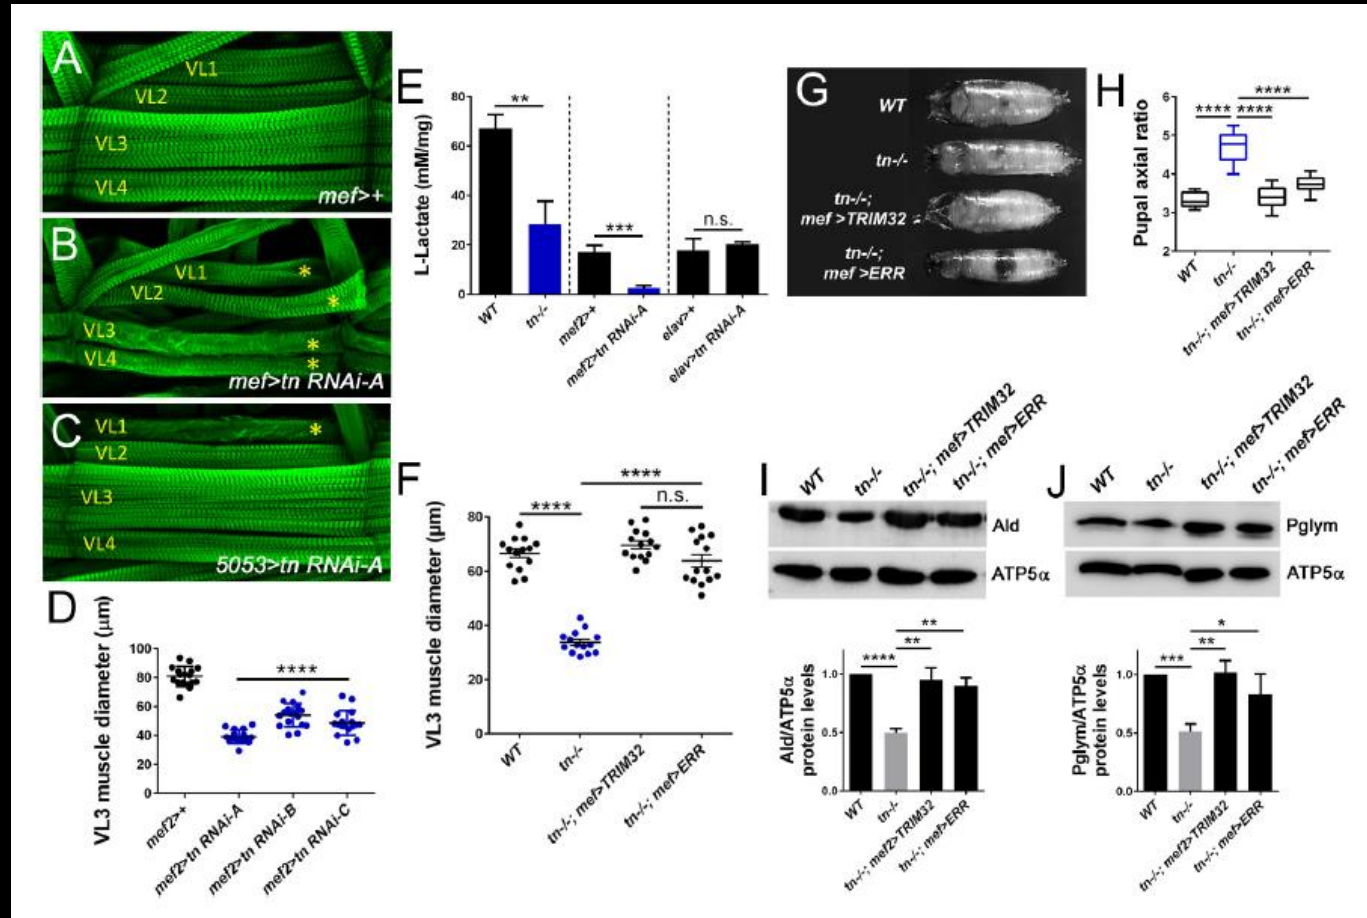 A
VL1
VL2
VL3
VL4
mef>+
B
VL1
VL2
VL3
VL4
*
*
*
*
mef>tn RNAi-A
C
VL1
*
VL2
VL3
VL4
5053>tn RNAi-A
D
VL3 muscle diameter (μm)
100
80
60
40
20
0
****
mef2>+
mef2>tn RNAi-A
mef2>tn RNAi-B
mef2>tn RNAi-C
E
L-Lactate (mM/mg)
80
60
40
20
0
**
***
n.s.
WT
tn-/-
mef2>+
mef2>tn RNAi-A
elav>+
elav>tn RNAi-A
F
VL3 muscle diameter (μm)
80
60
40
20
0
****
****
n.s.
WT
tn-/-
tn-/-; mef>TRIM32
tn-/-; mef>ERR
G
WT
tn-/-
tn-/-;
mef >TRIM32
tn-/-;
mef >ERR
H
Pupal axial ratio
6
5
4
3
2
****
****
****
WT
tn-/-
tn-/-; mef>TRIM32
tn-/-; mef>ERR
I
WT
tn-/-
tn-/-; mef>TRIM32
tn-/-; mef>ERR
Ald
ATP5α
Ald/ATP5α
protein levels
1.0
0.5
0.0
****
**
**
WT
tn-/-
tn-/-; mef2>TRIM32
tn-/-; mef>ERR
J
WT
tn-/-
tn-/-; mef>TRIM32
tn-/-; mef>ERR
Pglym
ATP5α
Pglym/ATP5α
protein levels
1.0
0.5
0.0
***
**
*
WT
tn-/-
tn-/-; mef2>TRIM32
tn-/-; mef>ERR